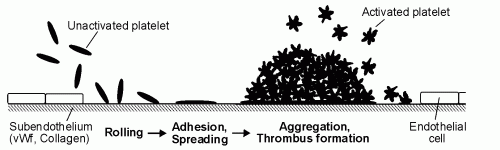 Unactivated platelet
Activated platelet
Subendothelium
(vWf, Collagen)
Rolling
Adhesion,
Spreading
Aggregation,
Thrombus formation
Endothelial
cell